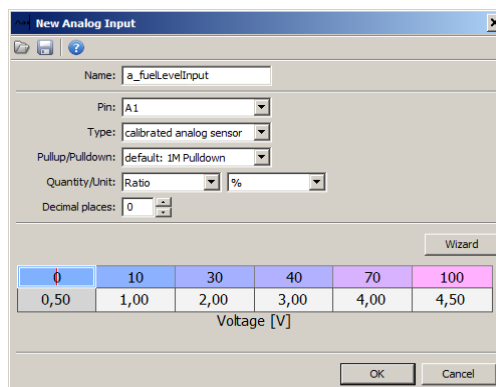 New Analog Input
Name: a_fuelLevelInput
Pin: A1
Type: calibrated analog sensor
Pullup/Pulldown: default: 1M Pulldown
Quantity/Unit: Ratio %
Decimal places: 0
Wizard
0 10 30 40 70 100
0,50 1,00 2,00 3,00 4,00 4,50
Voltage [V]
OK Cancel